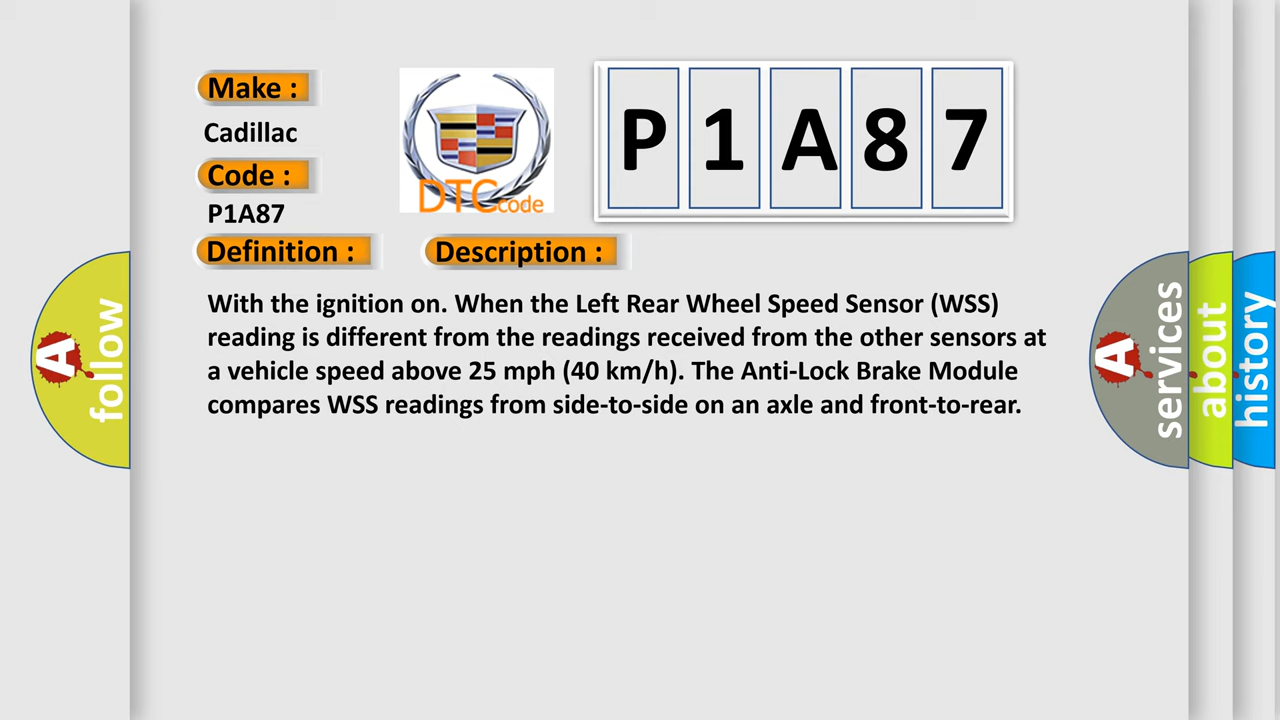 Make :
Cadillac
Code :
P1A87
DTCcode
P 1 A 8 7
Definition :
Description :
With the ignition on. When the Left Rear Wheel Speed Sensor (WSS)
reading is different from the readings received from the other sensors at
a vehicle speed above 25 mph (40 km/h). The Anti-Lock Brake Module
compares WSS readings from side-to-side on an axle and front-to-rear.
A follow
A services
about
history